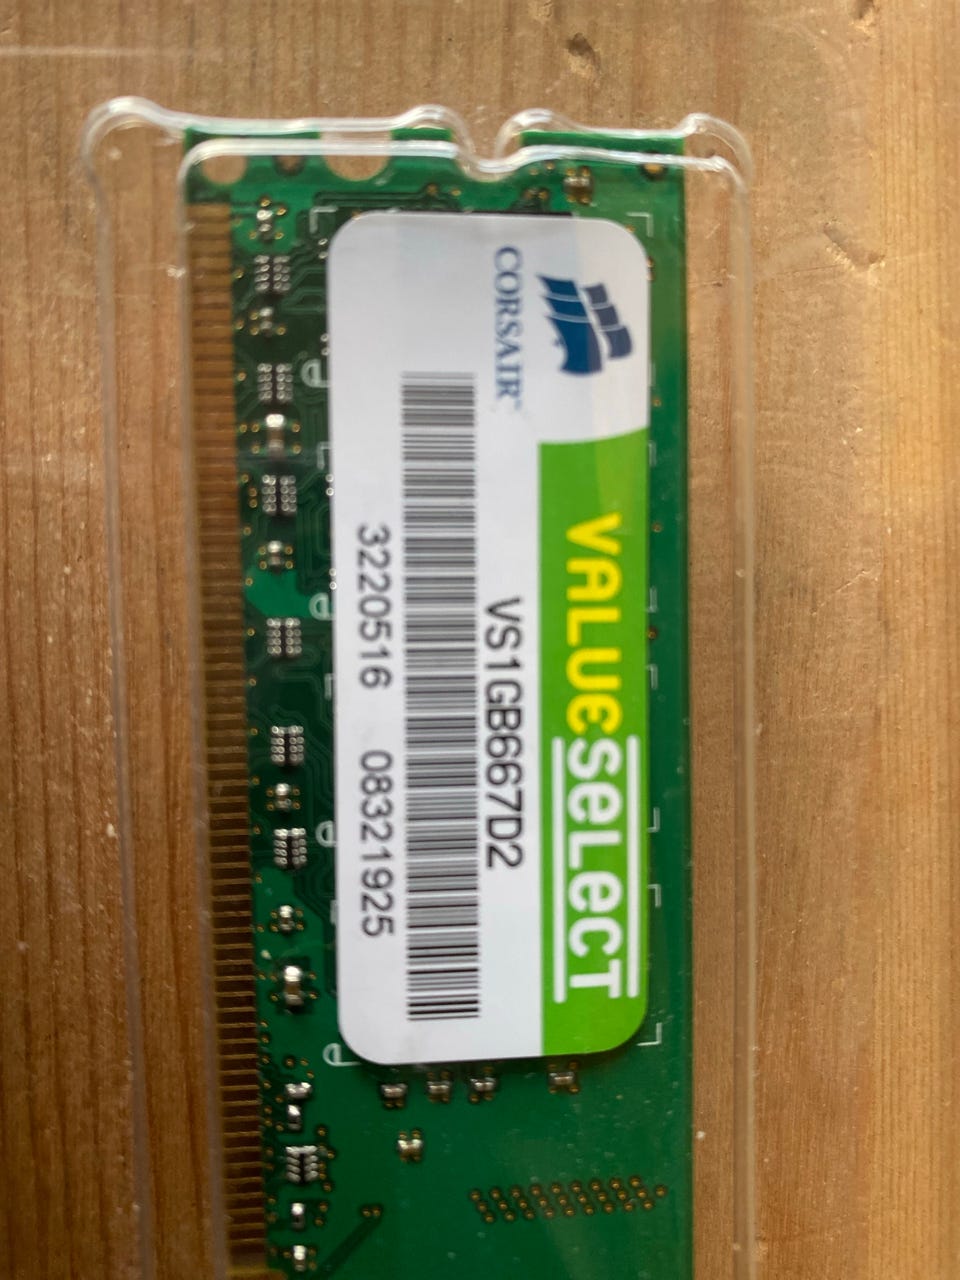 CORSAIR
VALUeSeLeCT
VS1GB667D2
3220516 08321925